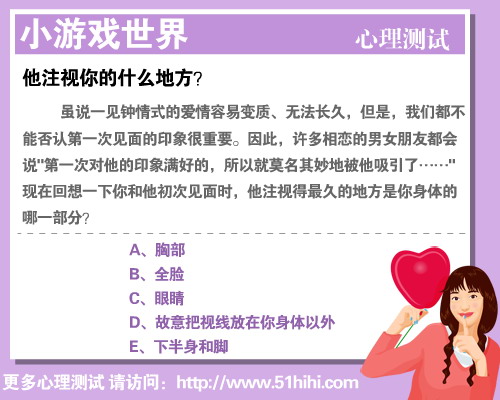 小游戏世界
心理测试
他注视你的什么地方?
虽说一见钟情式的爱情容易变质、无法长久，但是，我们都不
能否认第一次见面的印象很重要。因此，许多相恋的男女朋友都会
说"第一次对他的印象满好的，所以就莫名其妙地被他吸引了……"
现在回想一下你和他初次见面时，他注视得最久的地方是你身体的
哪一部分?
A、胸部
B、全脸
C、眼睛
D、故意把视线放在你身体以外
E、下半身和脚
更多心理测试 请访问：http://www.51hihi.com